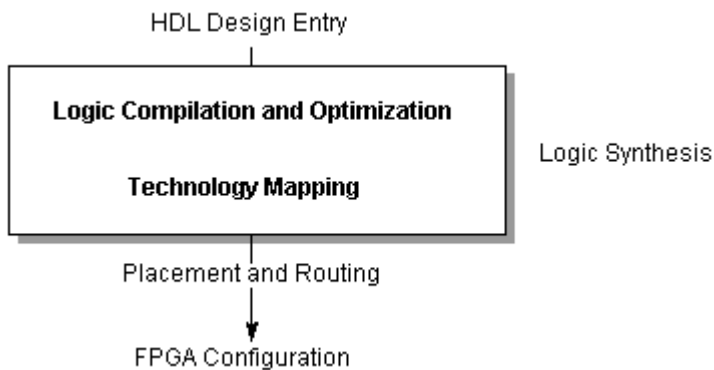 HDL Design Entry
Logic Compilation and Optimization
Technology Mapping
Logic Synthesis
Placement and Routing
FPGA Configuration